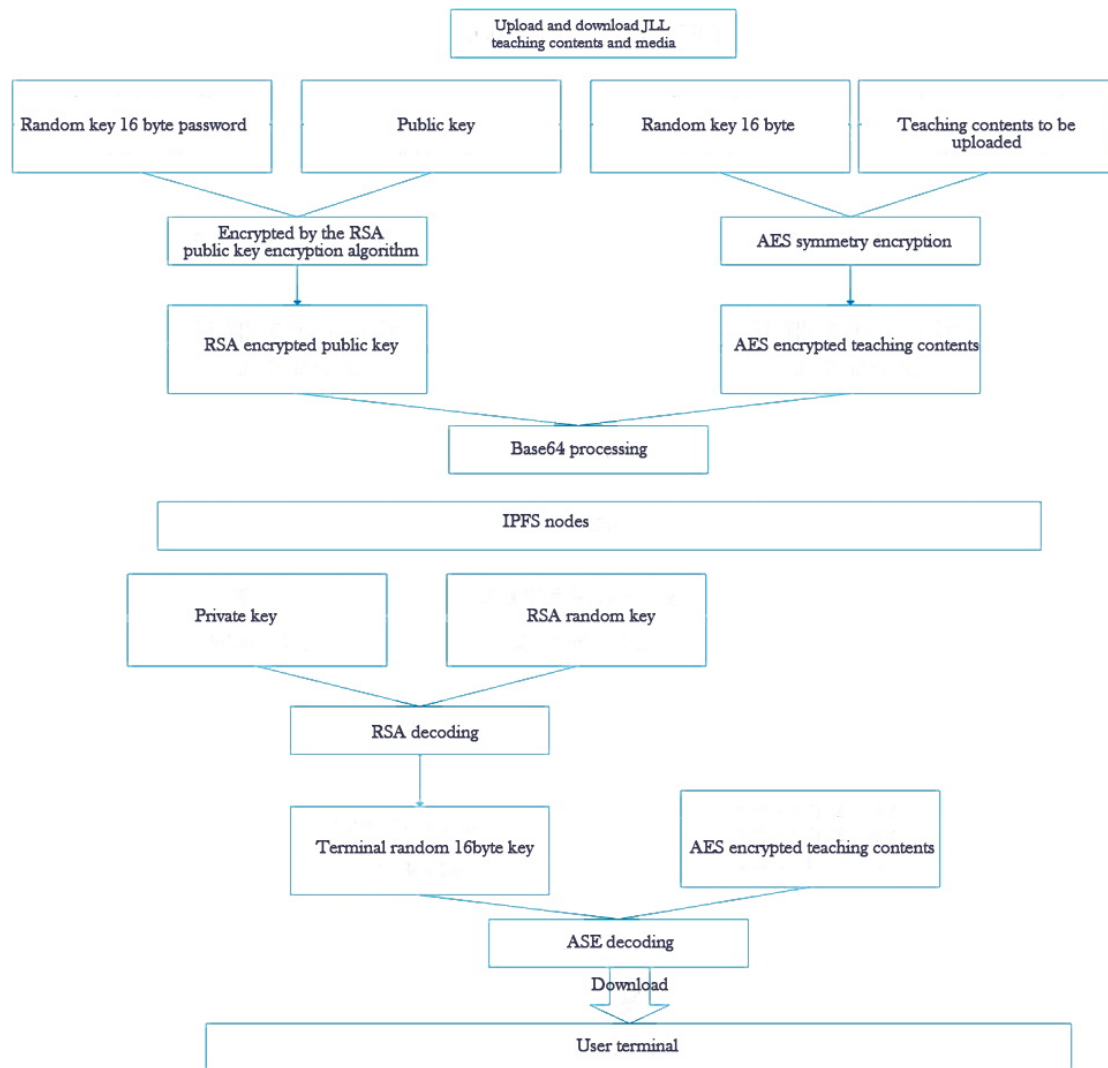 Upload and download JLL
teaching contents and media
Random key 16 byte password
Public key
Random key 16 byte
Teaching contents to be
uploaded
Encrypted by the RSA
public key encryption algorithm
AES symmetry encryption
RSA encrypted public key
AES encrypted teaching contents
Base64 processing
IPFS nodes
Private key
RSA random key
RSA decoding
Terminal random 16byte key
AES encrypted teaching contents
ASE decoding
Download
User terminal